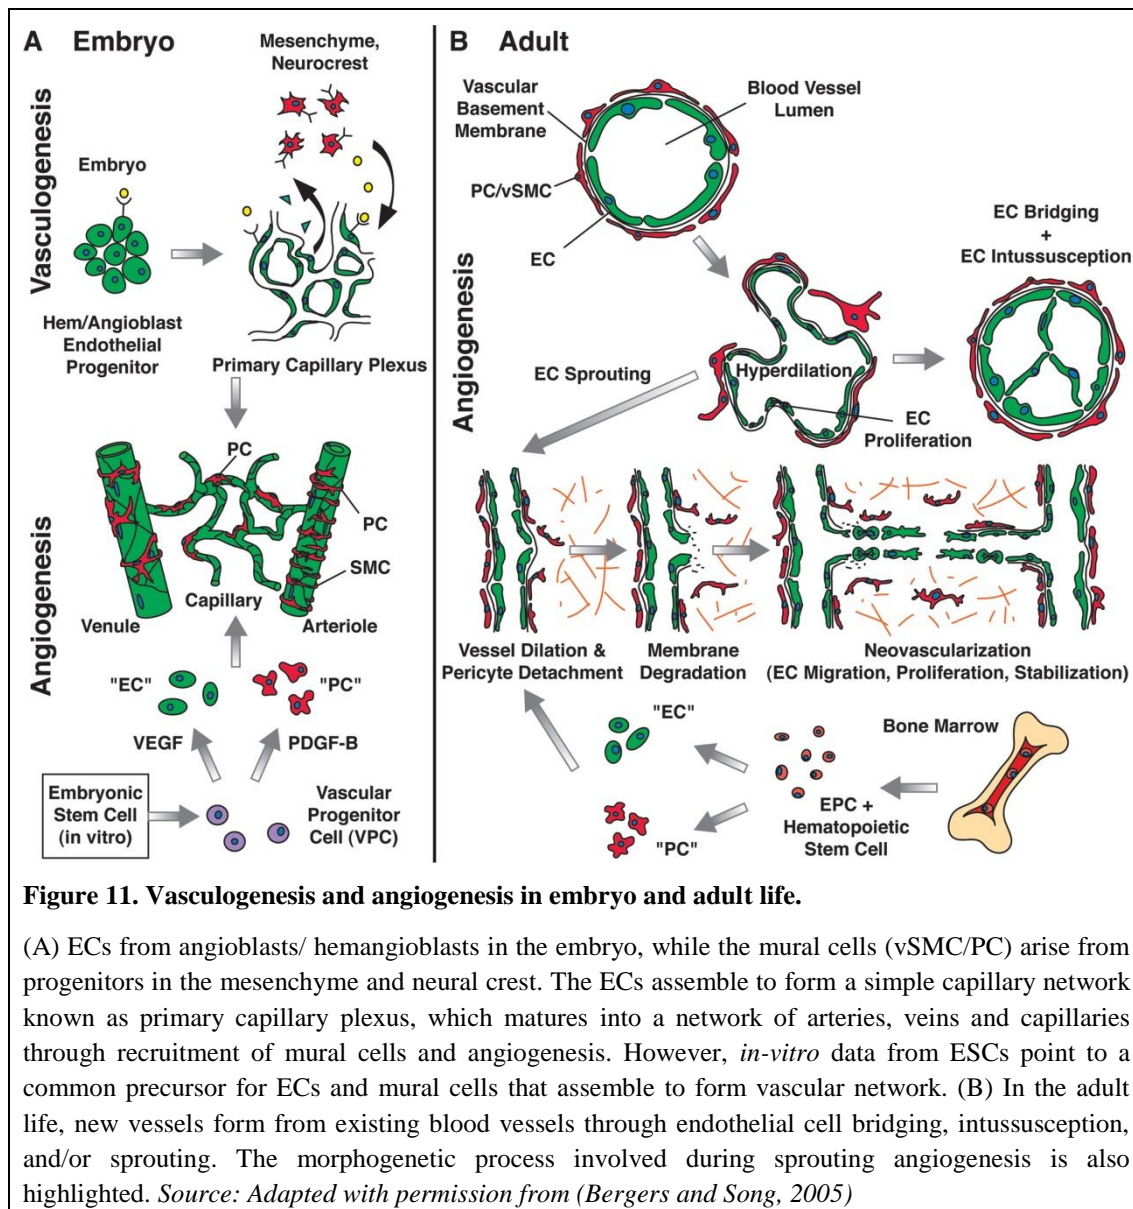 A Embryo
Mesenchyme,
Neurocrest
Vasculogenesis
Embryo
Hem/Angioblast
Endothelial
Progenitor
Primary Capillary Plexus
Angiogenesis
PC
PC
SMC
Capillary
Venule
Arteriole
"EC"
"PC"
VEGF
PDGF-B
Embryonic
Stem Cell
(in vitro)
Vascular
Progenitor
Cell (VPC)
B Adult
Vascular
Basement
Membrane
Blood Vessel
Lumen
PC/vSMC
EC
Angiogenesis
EC Bridging
+
EC Intussusception
Hyperdilation
EC Sprouting
EC
Proliferation
Vessel Dilation &
Pericyte Detachment
Membrane
Degradation
Neovascularization
(EC Migration, Proliferation, Stabilization)
"EC"
"PC"
EPC +
Hematopoietic
Stem Cell
Bone Marrow
Figure 11. Vasculogenesis and angiogenesis in embryo and adult life.
(A) ECs from angioblasts/ hemangioblasts in the embryo, while the mural cells (vSMC/PC) arise from
progenitors in the mesenchyme and neural crest. The ECs assemble to form a simple capillary network
known as primary capillary plexus, which matures into a network of arteries, veins and capillaries
through recruitment of mural cells and angiogenesis. However, in-vitro data from ESCs point to a
common precursor for ECs and mural cells that assemble to form vascular network. (B) In the adult
life, new vessels form from existing blood vessels through endothelial cell bridging, intussusception,
and/or sprouting. The morphogenetic process involved during sprouting angiogenesis is also
highlighted. Source: Adapted with permission from (Bergers and Song, 2005)